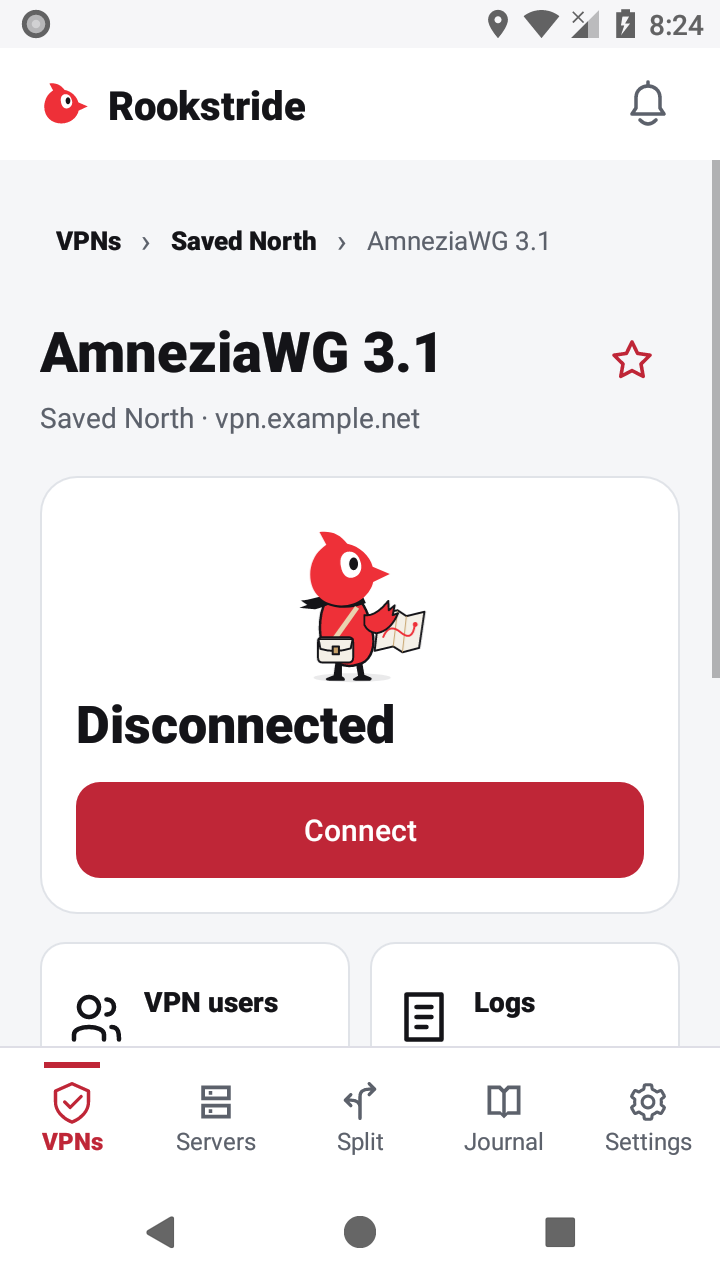 8:24
Rookstride
VPNs › Saved North › AmneziaWG 3.1
AmneziaWG 3.1
Saved North · vpn.example.net
Disconnected
Connect
VPN users
Logs
VPNs
Servers
Split
Journal
Settings